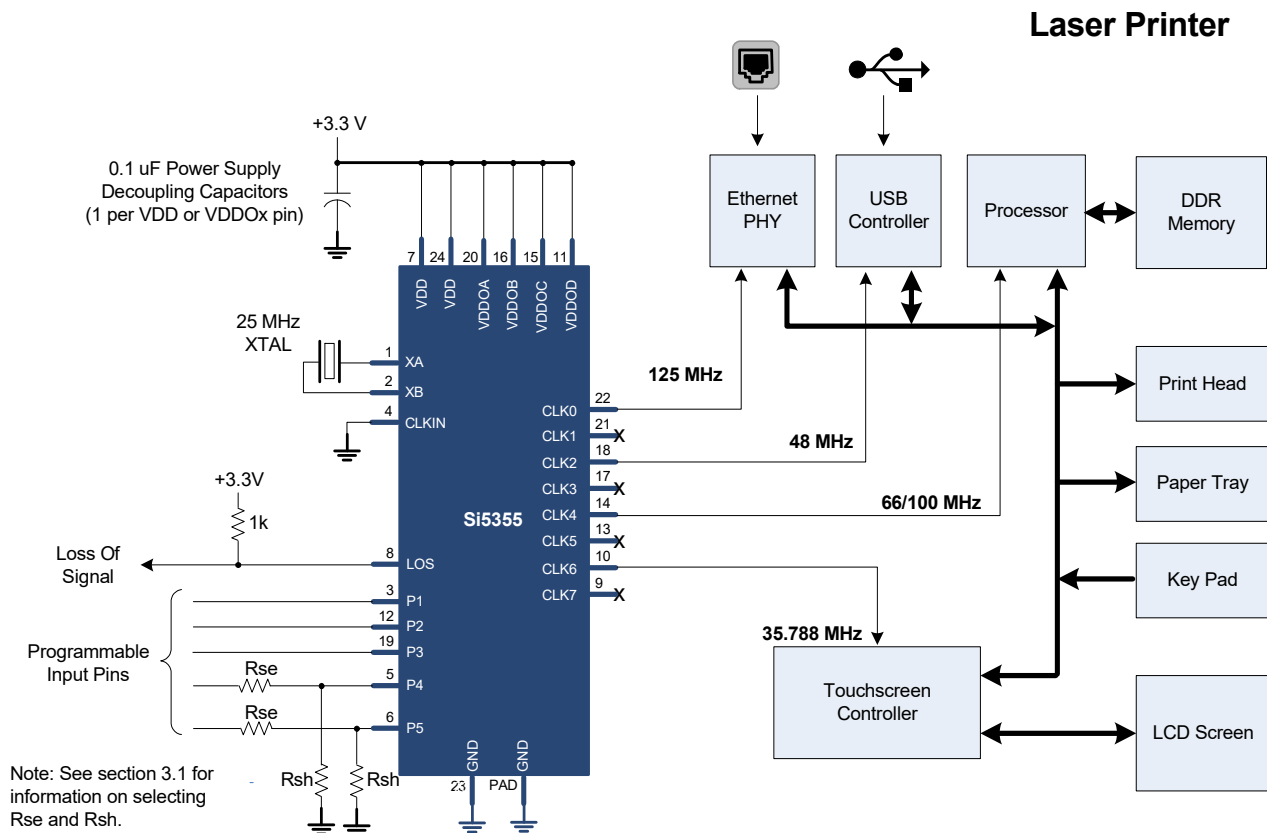 Laser Printer
+3.3 V
0.1 uF Power Supply
Decoupling Capacitors
(1 per VDD or VDDOx pin)
7
24
20
16
15
11
VDD
VDD
VDDOA
VDDOB
VDDOC
VDDOD
25 MHz
XTAL
1
XA
2
XB
4
CLKIN
+3.3V
1k
Loss Of
Signal
8
LOS
Programmable
Input Pins
3
P1
12
P2
19
P3
Rse
5
P4
Rse
6
P5
Rsh
Rsh
Note: See section 3.1 for
information on selecting
Rse and Rsh.
23
GND
PAD
GND
Si5355
CLK0
22
CLK1
21
X
CLK2
18
CLK3
17
X
CLK4
14
CLK5
13
X
CLK6
10
CLK7
9
X
125 MHz
48 MHz
66/100 MHz
35.788 MHz
Ethernet
PHY
USB
Controller
Processor
DDR
Memory
Print Head
Paper Tray
Key Pad
Touchscreen
Controller
LCD Screen